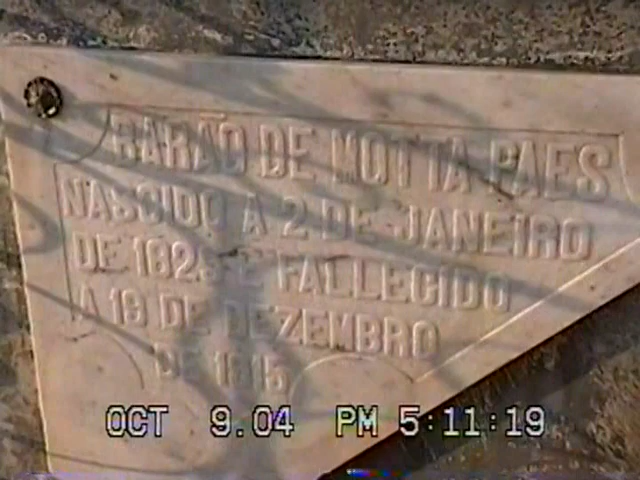 BARÃO DE MOTTA PAES
NASCIDO A 2 DE JANEIRO
DE E FALLECIDO
A 19 DE DEZEMBRO
DE
OCT 9.04 PM 5:11:19